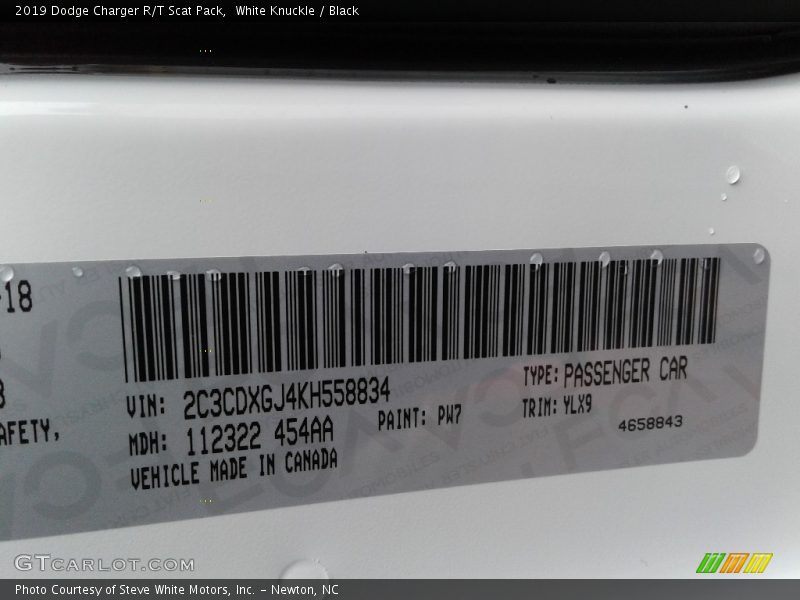 2019 Dodge Charger R/T Scat Pack,  White Knuckle / Black
-18
AFETY,
VIN: 2C3CDXGJ4KH558834
MDH: 112322 454AA
VEHICLE MADE IN CANADA
PAINT: PW7
TYPE: PASSENGER CAR
TRIM: YLX9
4658843
GTCARLOT.COM
Photo Courtesy of Steve White Motors, Inc. – Newton, NC